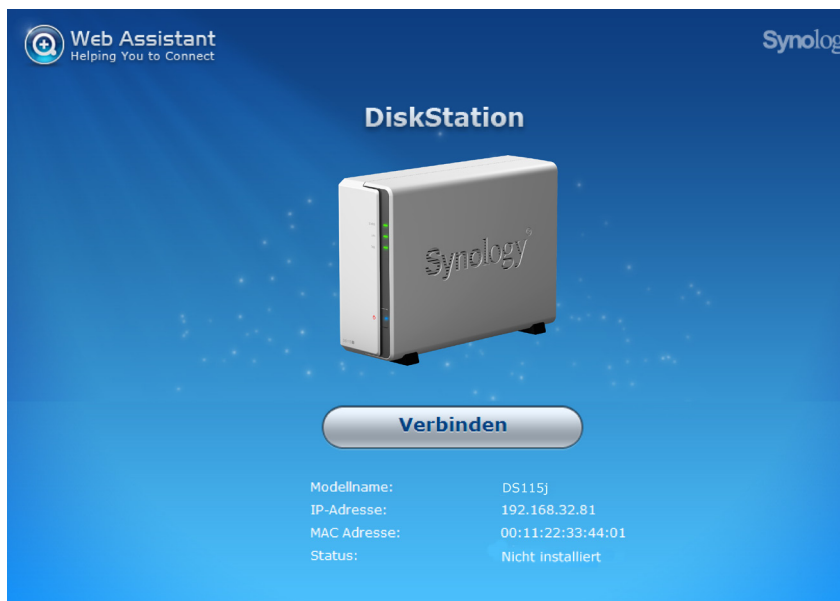 Web Assistant
Helping You to Connect
Synolog
DiskStation
Synology
Verbinden
Modellname: DS115j
IP-Adresse: 192.168.32.81
MAC Adresse: 00:11:22:33:44:01
Status: Nicht installiert